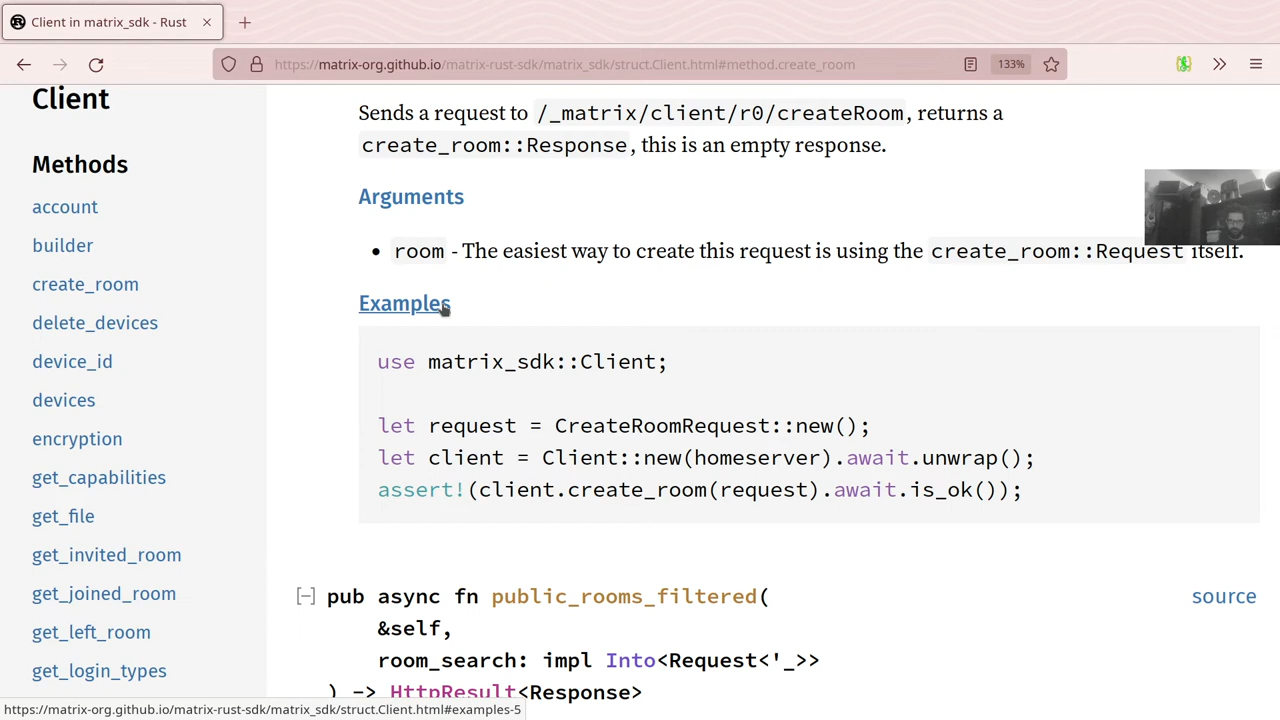 Client in matrix_sdk - Rust
https://matrix-org.github.io/matrix-rust-sdk/matrix_sdk/struct.Client.html#method.create_room
133%
Client
Methods
account
builder
create_room
delete_devices
device_id
devices
encryption
get_capabilities
get_file
get_invited_room
get_joined_room
get_left_room
get_login_types
Sends a request to /_matrix/client/r0/createRoom, returns a
create_room::Response, this is an empty response.
Arguments
• room - The easiest way to create this request is using the create_room::Request itself.
Examples
use matrix_sdk::Client;
let request = CreateRoomRequest::new();
let client = Client::new(homeserver).await.unwrap();
assert!(client.create_room(request).await.is_ok());
[-] pub async fn public_rooms_filtered( source
&self,
room_search: impl Into<Request<'_>>
) -> HttpResult<Response>
https://matrix-org.github.io/matrix-rust-sdk/matrix_sdk/struct.Client.html#examples-5